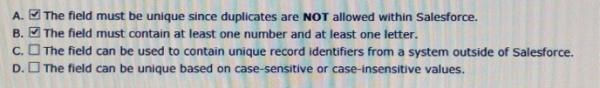 A. ☑ The field must be unique since duplicates are NOT allowed within Salesforce.
B. ☑ The field must contain at least one number and at least one letter.
C. ☐ The field can be used to contain unique record identifiers from a system outside of Salesforce.
D. ☐ The field can be unique based on case-sensitive or case-insensitive values.